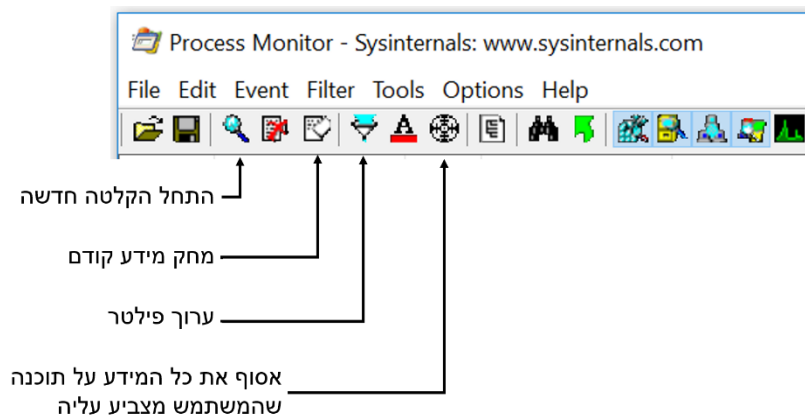 Process Monitor - Sysinternals: www.sysinternals.com
File Edit Event Filter Tools Options Help
התחל הקלטה חדשה
מחק מידע קודם
ערוך פילטר
אסוף את כל המידע על תוכנה
שהמשתמש מצביע עליה